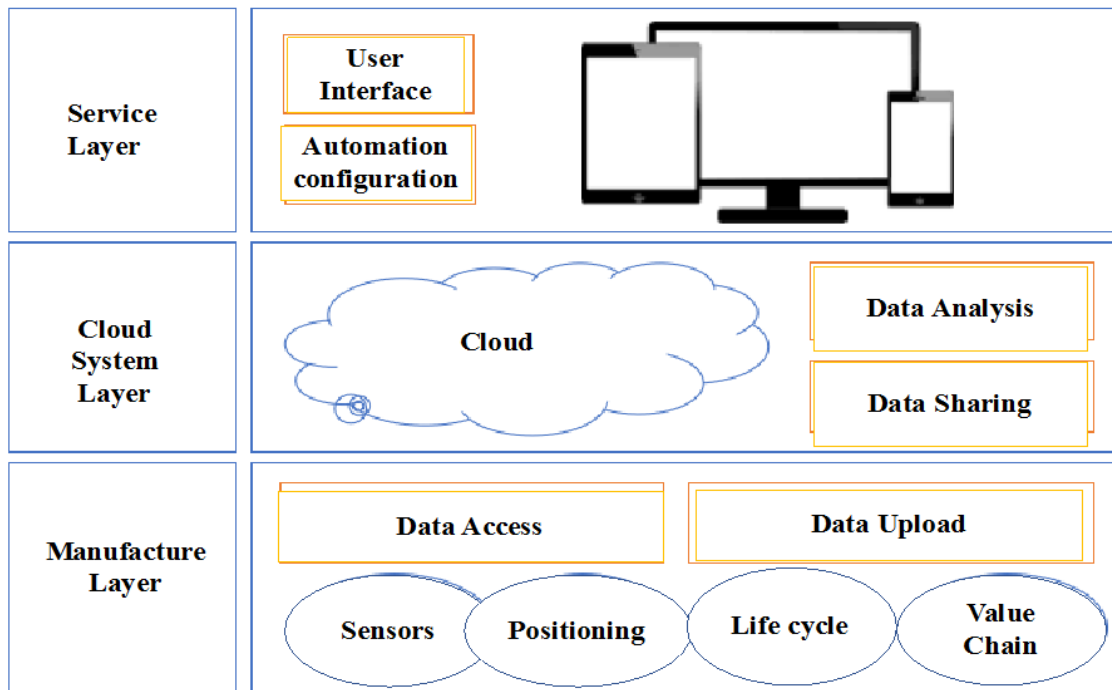 Service
Layer
User
Interface
Automation
configuration
Cloud
System
Layer
Cloud
Data Analysis
Data Sharing
Manufacture
Layer
Data Access
Data Upload
Sensors
Positioning
Life cycle
Value
Chain